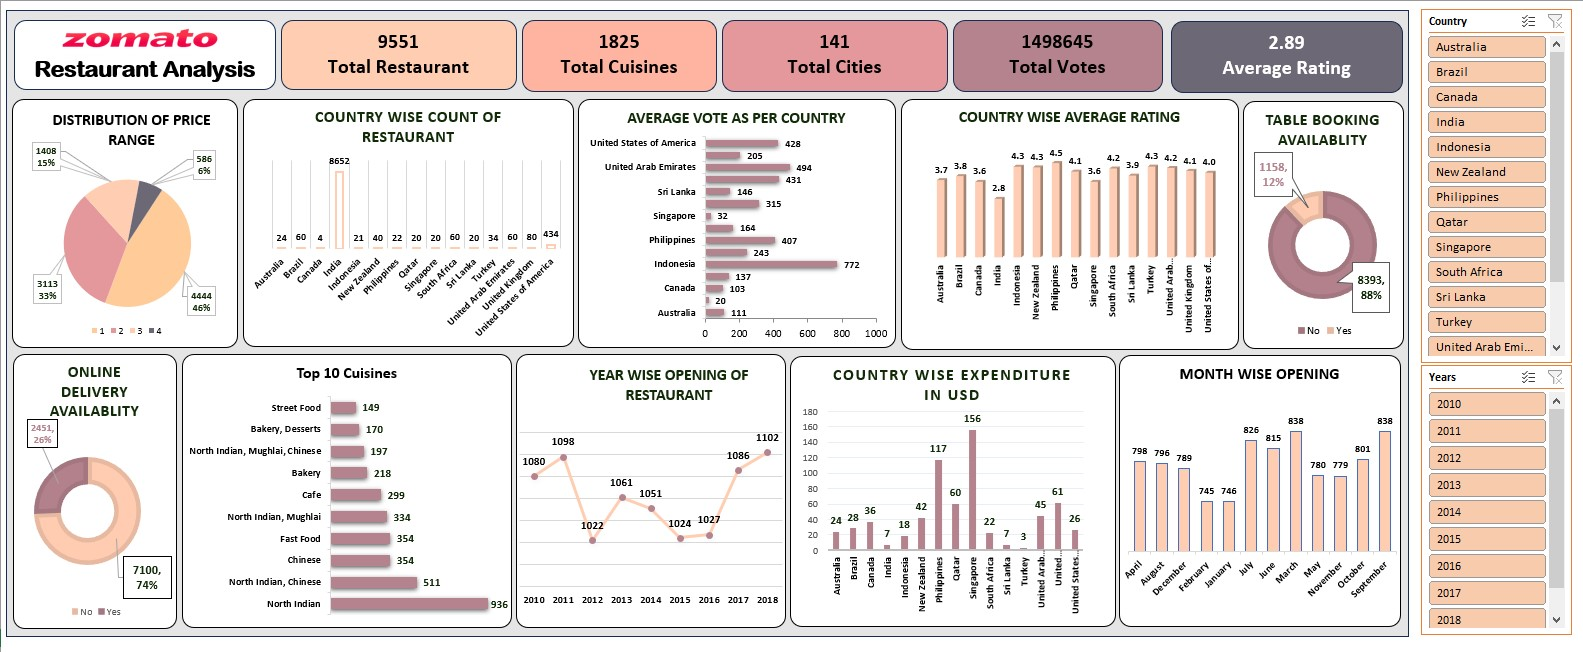 zomato
Restaurant Analysis
9551
Total Restaurant
1825
Total Cuisines
141
Total Cities
1498645
Total Votes
2.89
Average Rating
DISTRIBUTION OF PRICE
RANGE
1408
15%
586
6%
3113
33%
4444
46%
1 2 3 4
COUNTRY WISE COUNT OF
RESTAURANT
24 60 4 8652 21 40 22 20 20 60 20 34 60 80 434
Australia
Brazil
Canada
India
Indonesia
New Zealand
Philippines
Qatar
Singapore
South Africa
Sri Lanka
Turkey
United Arab Emirates
United Kingdom
United States of America
AVERAGE VOTE AS PER COUNTRY
United States of America 428
205
United Arab Emirates 494
431
Sri Lanka 146
315
Singapore 32
164
Philippines 407
243
Indonesia 772
137
Canada 103
20
Australia 111
0 200 400 600 800 1000
COUNTRY WISE AVERAGE RATING
3.7 3.8 3.6 2.8 4.3 4.3 4.5 4.1 3.6 4.2 3.9 4.3 4.2 4.1 4.0
Australia
Brazil
Canada
India
Indonesia
New Zealand
Philippines
Qatar
Singapore
South Africa
Sri Lanka
Turkey
United Arab...
United Kingdom
United States of...
TABLE BOOKING
AVAILABLITY
1158,
12%
8393,
88%
No Yes
ONLINE
DELIVERY
AVAILABLITY
2451,
26%
7100,
74%
No Yes
Top 10 Cuisines
Street Food 149
Bakery, Desserts 170
North Indian, Mughlai, Chinese 197
Bakery 218
Cafe 299
North Indian, Mughlai 334
Fast Food 354
Chinese 354
North Indian, Chinese 511
North Indian 936
YEAR WISE OPENING OF
RESTAURANT
1080 1098 1022 1061 1051 1024 1027 1086 1102
2010 2011 2012 2013 2014 2015 2016 2017 2018
COUNTRY WISE EXPENDITURE
IN USD
180
160
140
120
100
80
60
40
20
0
24 28 36 7 18 42 117 60 156 22 7 3 45 61 26
Australia
Brazil
Canada
India
Indonesia
New Zealand
Philippines
Qatar
Singapore
South Africa
Sri Lanka
Turkey
United Arab...
United...
United States...
MONTH WISE OPENING
798 796 789 745 746 826 815 838 780 779 801 838
April
August
December
February
January
July
June
March
May
November
October
September
Country
Australia
Brazil
Canada
India
Indonesia
New Zealand
Philippines
Qatar
Singapore
South Africa
Sri Lanka
Turkey
United Arab Emi...
Years
2010
2011
2012
2013
2014
2015
2016
2017
2018